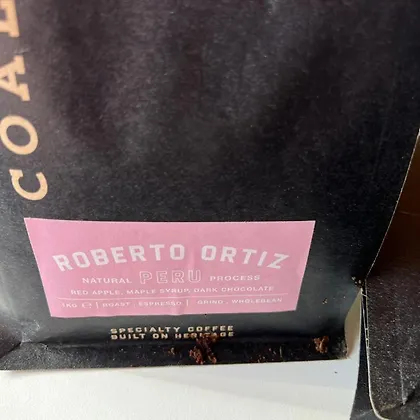 COAL
ROBERTO ORTIZ
NATURAL PERU PROCESS
RED APPLE, MAPLE SYRUP, DARK CHOCOLATE
1KG E | ROAST . ESPRESSO | GRIND . WHOLEBEAN
SPECIALTY COFFEE
BUILT ON HERITAGE